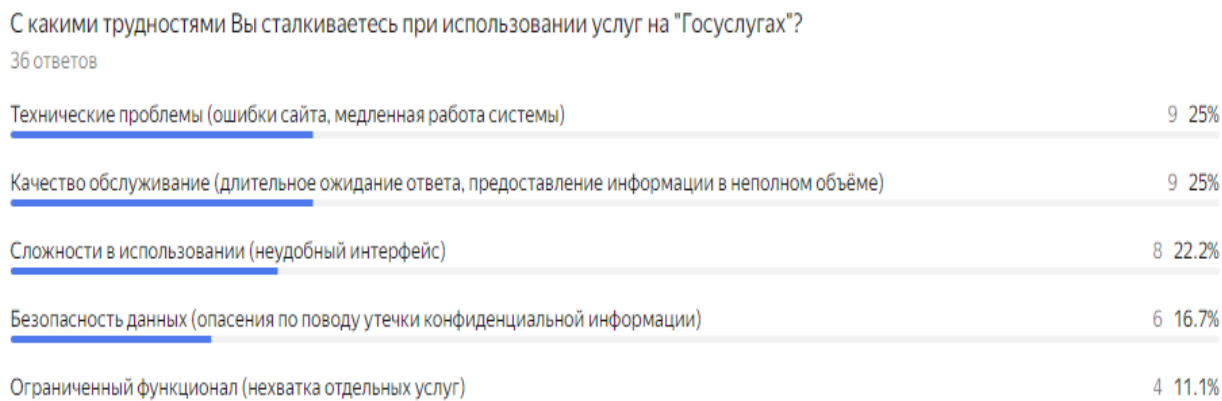 С какими трудностями Вы сталкиваетесь при использовании услуг на "Госуслугах"?
36 ответов
Технические проблемы (ошибки сайта, медленная работа системы) 9 25%
Качество обслуживание (длительное ожидание ответа, предоставление информации в неполном объёме) 9 25%
Сложности в использовании (неудобный интерфейс) 8 22.2%
Безопасность данных (опасения по поводу утечки конфиденциальной информации) 6 16.7%
Ограниченный функционал (нехватка отдельных услуг) 4 11.1%